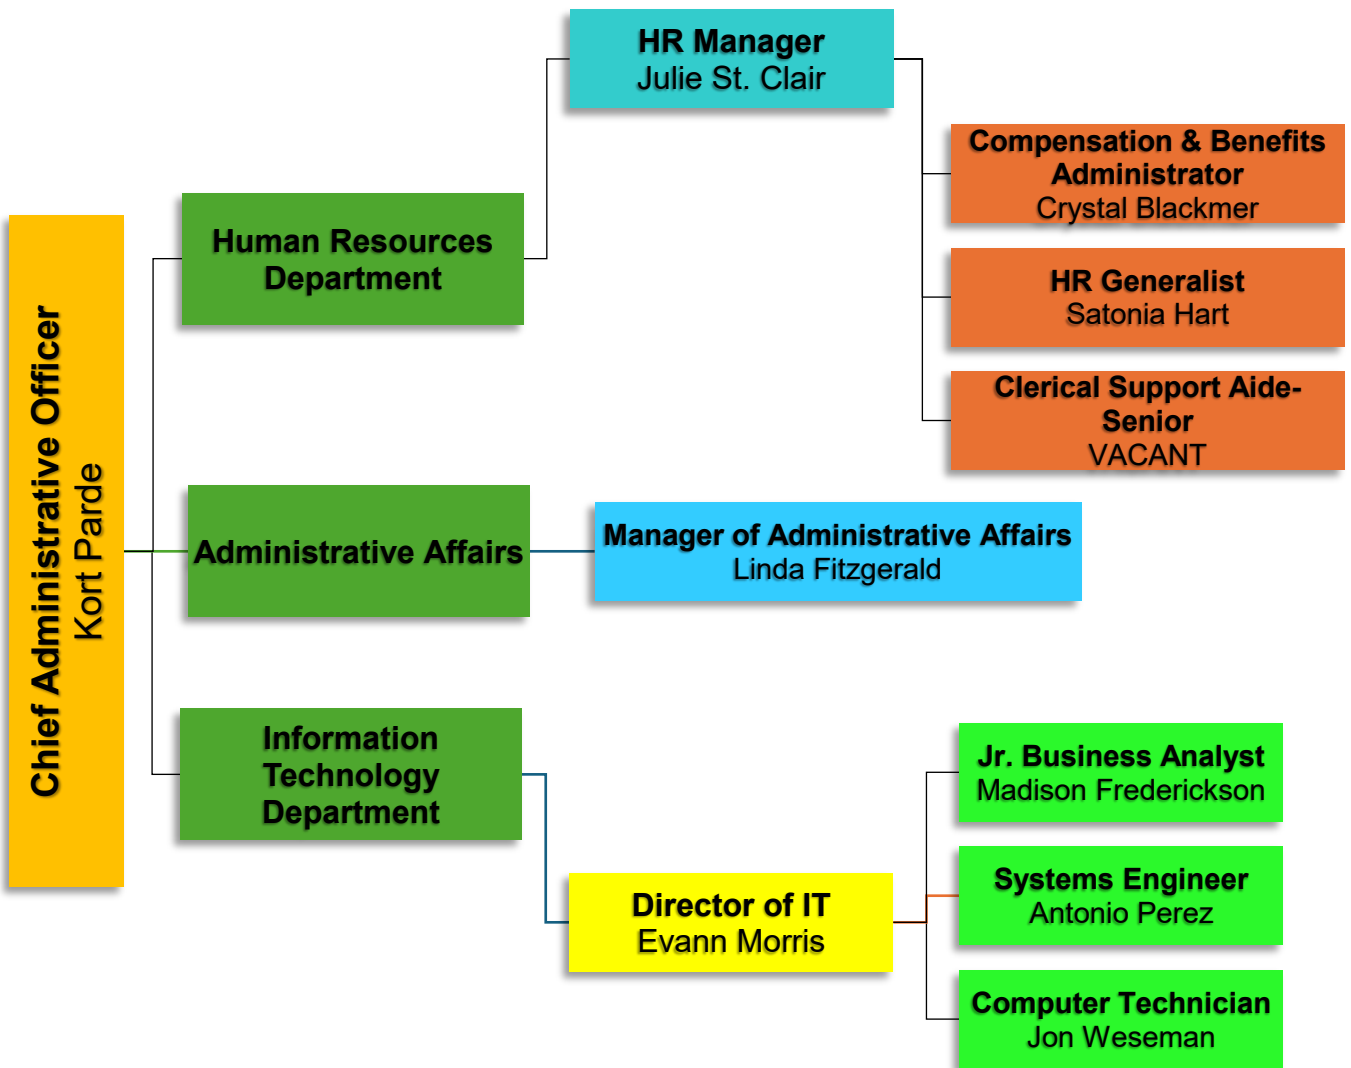 Chief Administrative Officer
Kort Parde
Human Resources
Department
HR Manager
Julie St. Clair
Compensation & Benefits
Administrator
Crystal Blackmer
HR Generalist
Satonia Hart
Clerical Support Aide-
Senior
VACANT
Administrative Affairs
Manager of Administrative Affairs
Linda Fitzgerald
Information
Technology
Department
Director of IT
Evann Morris
Jr. Business Analyst
Madison Frederickson
Systems Engineer
Antonio Perez
Computer Technician
Jon Weseman